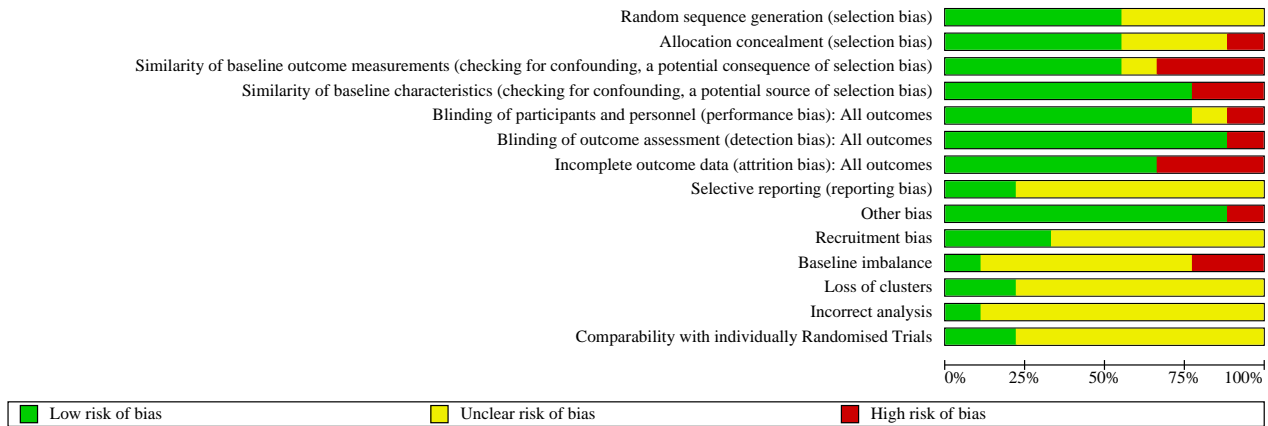 Random sequence generation (selection bias)
Allocation concealment (selection bias)
Similarity of baseline outcome measurements (checking for confounding, a potential consequence of selection bias)
Similarity of baseline characteristics (checking for confounding, a potential source of selection bias)
Blinding of participants and personnel (performance bias): All outcomes
Blinding of outcome assessment (detection bias): All outcomes
Incomplete outcome data (attrition bias): All outcomes
Selective reporting (reporting bias)
Other bias
Recruitment bias
Baseline imbalance
Loss of clusters
Incorrect analysis
Comparability with individually Randomised Trials
0% 25% 50% 75% 100%
Low risk of bias Unclear risk of bias High risk of bias